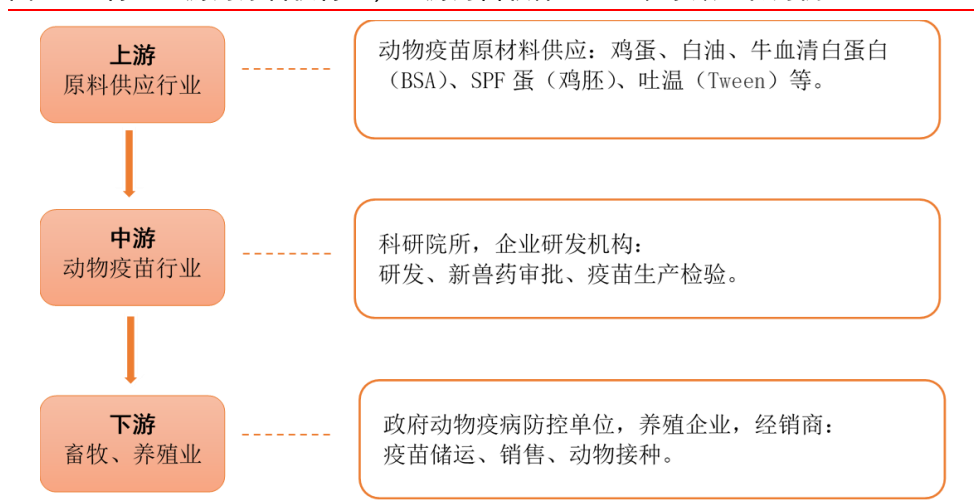 上游
原料供应行业
动物疫苗原材料供应：鸡蛋、白油、牛血清白蛋白
（BSA）、SPF 蛋（鸡胚）、吐温（Tween）等。
中游
动物疫苗行业
科研院所，企业研发机构：
研发、新兽药审批、疫苗生产检验。
下游
畜牧、养殖业
政府动物疫病防控单位，养殖企业，经销商：
疫苗储运、销售、动物接种。